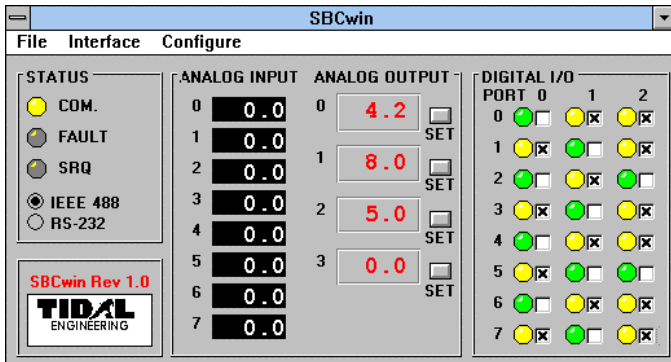 SBCwin
File Interface Configure
STATUS
COM.
FAULT
SRQ
IEEE 488
RS-232
SBCwin Rev 1.0
TIDAL
ENGINEERING
ANALOG INPUT
0 0.0
1 0.0
2 0.0
3 0.0
4 0.0
5 0.0
6 0.0
7 0.0
ANALOG OUTPUT
0 4.2
SET
1 8.0
SET
2 5.0
SET
3 0.0
SET
DIGITAL I/O
PORT 0 1 2
0
1
2
3
4
5
6
7